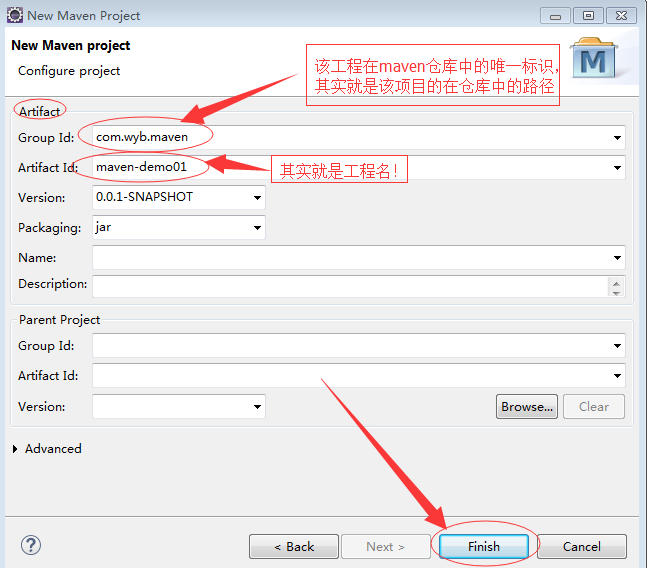 New Maven Project
New Maven project
Configure project
该工程在maven仓库中的唯一标识，
其实就是该项目的在仓库中的路径
M
Artifact
Group Id: com.wyb.maven
Artifact Id: maven-demo01
其实就是工程名！
Version: 0.0.1-SNAPSHOT
Packaging: jar
Name:
Description:
Parent Project
Group Id:
Artifact Id:
Version:
Browse... Clear
Advanced
? < Back Next > Finish Cancel